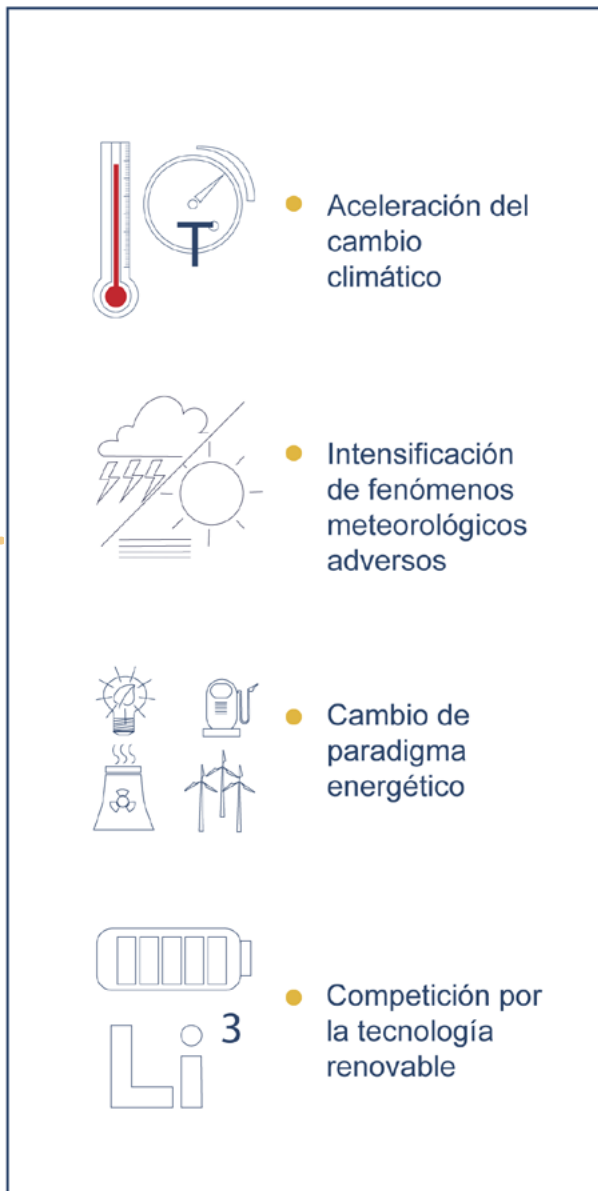 T
Aceleración del
cambio
climático
Intensificación
de fenómenos
meteorológicos
adversos
Cambio de
paradigma
energético
Li 3
Competición por
la tecnología
renovable